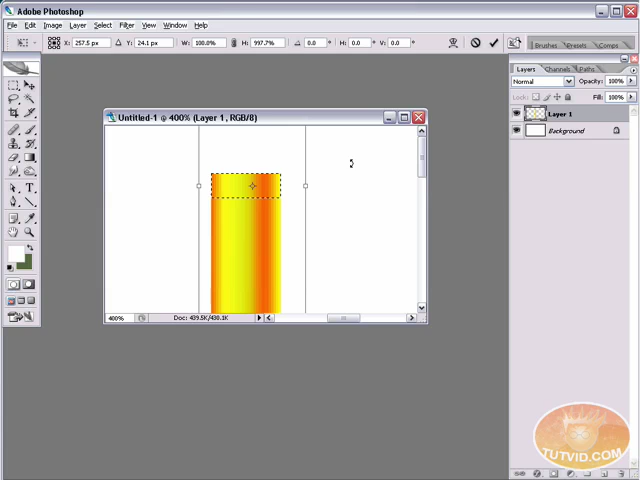 Adobe Photoshop
File Edit Image Layer Select Filter View Window Help
X: 257.5 px Y: 24.1 px W: 100.0% H: 997.7% 0.0 ° H: 0.0 ° V: 0.0 °
Brushes Presets Comps
Layers Channels Paths
Normal Opacity: 100%
Lock: Fill: 100%
Layer 1
Background
Untitled-1 @ 400% (Layer 1, RGB/8)
T
400% Doc: 439.5K/430.1K
TUTVID.COM